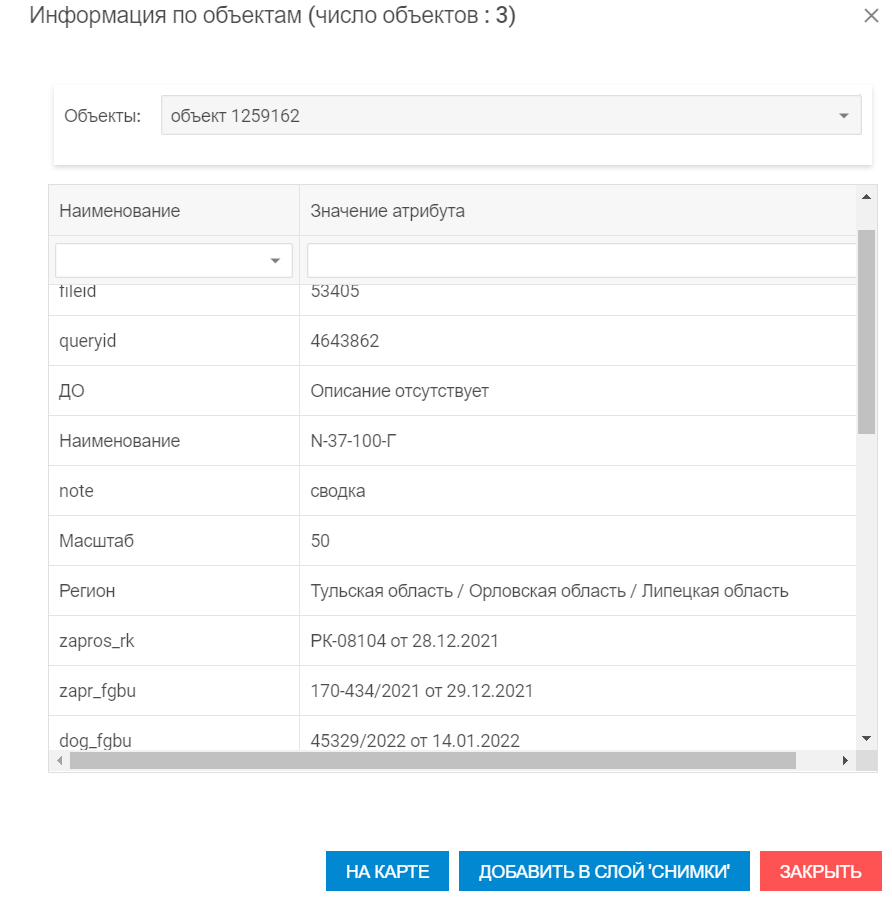 Информация по объектам (число объектов : 3)
Объекты: объект 1259162
Наименование Значение атрибута
fileid 53405
queryid 4643862
ДО Описание отсутствует
Наименование N-37-100-Г
note сводка
Масштаб 50
Регион Тульская область / Орловская область / Липецкая область
zapros_rk РК-08104 от 28.12.2021
zapr_fgbu 170-434/2021 от 29.12.2021
dog_fgbu 45329/2022 от 14.01.2022
НА КАРТЕ ДОБАВИТЬ В СЛОЙ 'СНИМКИ' ЗАКРЫТЬ